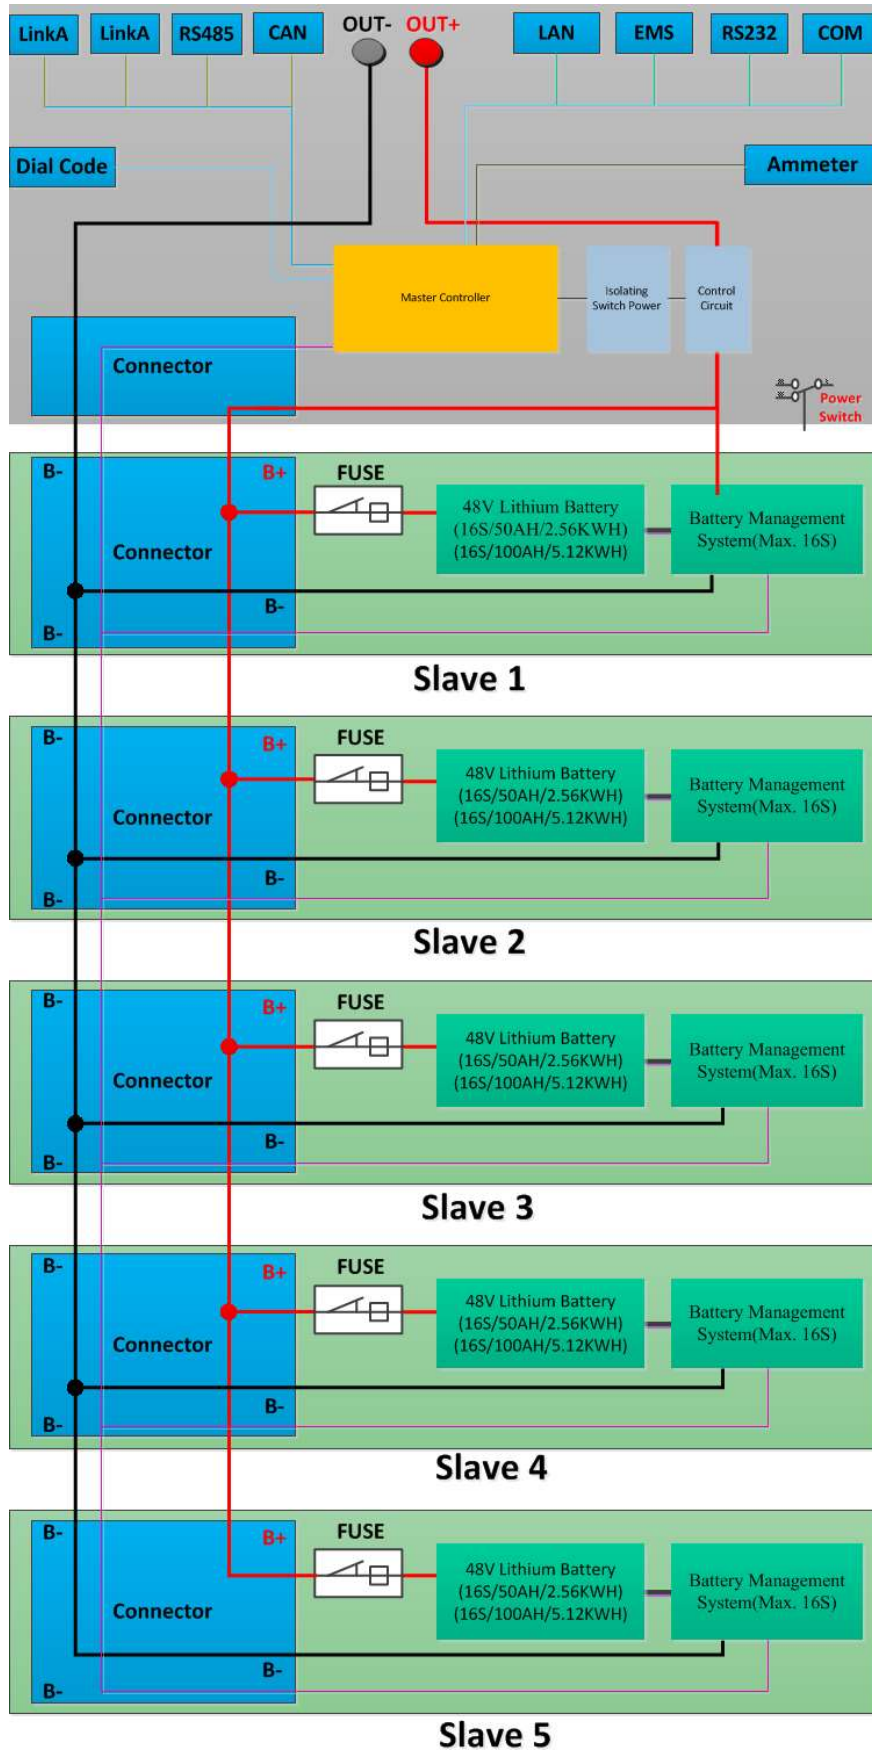 LinkA LinkA RS485 CAN OUT- OUT+ LAN EMS RS232 COM
Dial Code
Ammeter
Master Controller
Isolating
Switch Power
Control
Circuit
Connector
Power
Switch
B-
B+
FUSE
48V Lithium Battery
(16S/50AH/2.56KWH)
(16S/100AH/5.12KWH)
Battery Management
System(Max. 16S)
Connector
B-
B-
Slave 1
B-
B+
FUSE
48V Lithium Battery
(16S/50AH/2.56KWH)
(16S/100AH/5.12KWH)
Battery Management
System(Max. 16S)
Connector
B-
B-
Slave 2
B-
B+
FUSE
48V Lithium Battery
(16S/50AH/2.56KWH)
(16S/100AH/5.12KWH)
Battery Management
System(Max. 16S)
Connector
B-
B-
Slave 3
B-
B+
FUSE
48V Lithium Battery
(16S/50AH/2.56KWH)
(16S/100AH/5.12KWH)
Battery Management
System(Max. 16S)
Connector
B-
B-
Slave 4
B-
B+
FUSE
48V Lithium Battery
(16S/50AH/2.56KWH)
(16S/100AH/5.12KWH)
Battery Management
System(Max. 16S)
Connector
B-
B-
Slave 5